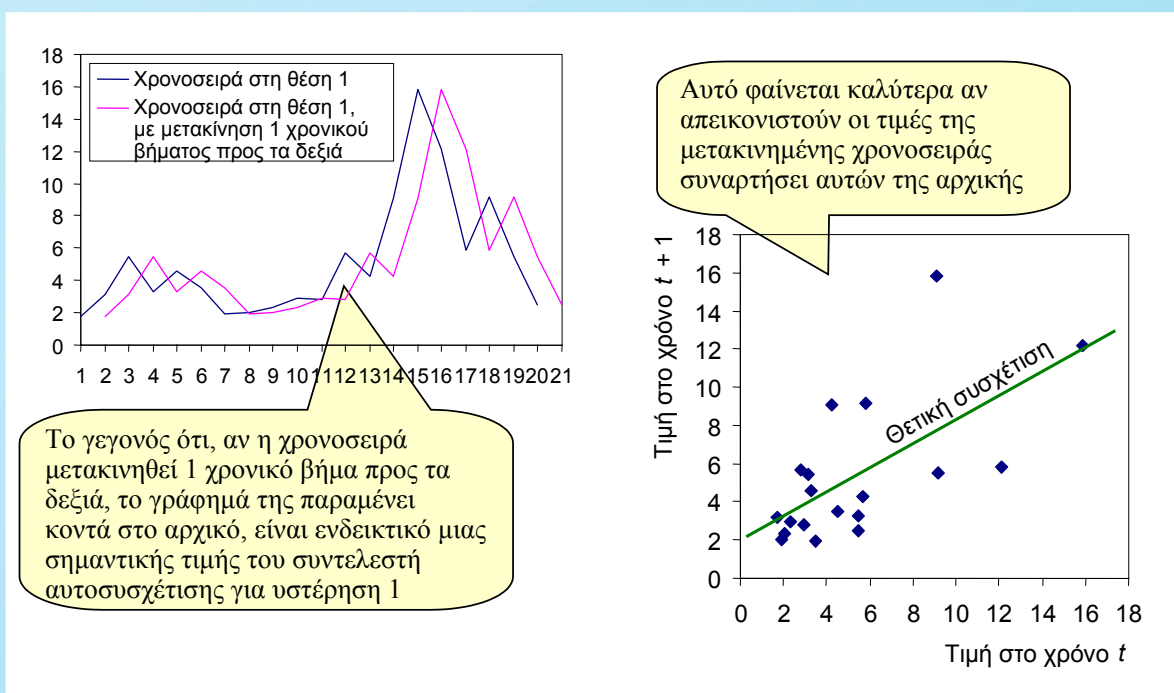 18
16
14
12
10
8
6
4
2
0
1 2 3 4 5 6 7 8 9 10 11 12 13 14 15 16 17 18 19 20 21
Χρονοσειρά στη θέση 1
Χρονοσειρά στη θέση 1,
με μετακίνηση 1 χρονικού
βήματος προς τα δεξιά
Το γεγονός ότι, αν η χρονοσειρά
μετακινηθεί 1 χρονικό βήμα προς τα
δεξιά, το γράφημά της παραμένει
κοντά στο αρχικό, είναι ενδεικτικό μιας
σημαντικής τιμής του συντελεστή
αυτοσυσχέτισης για υστέρηση 1
Αυτό φαίνεται καλύτερα αν
απεικονιστούν οι τιμές της
μετακινημένης χρονοσειράς
συναρτήσει αυτών της αρχικής
Τιμή στο χρόνο t + 1
18
16
14
12
10
8
6
4
2
0
Θετική συσχέτιση
0 2 4 6 8 10 12 14 16 18
Τιμή στο χρόνο t